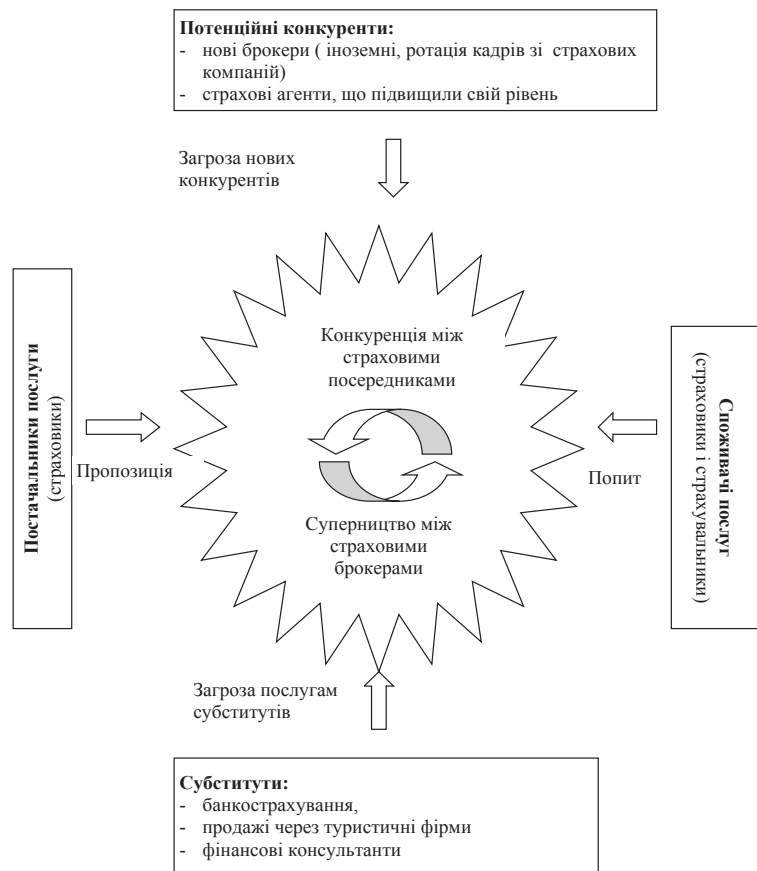 Потенційні конкуренти:
- нові брокери ( іноземні, ротація кадрів зі страхових
компаній)
- страхові агенти, що підвищили свій рівень
Загроза нових
конкурентів
Постачальники послуги
(страховики)
Пропозиція
Конкуренція між
страховими
посередниками
Суперництво між
страховими
брокерами
Попит
Споживачі послуг
(страховики і страхувальники)
Загроза послугам
субститутів
Субститути:
- банкострахування,
- продажі через туристичні фірми
- фінансові консультанти